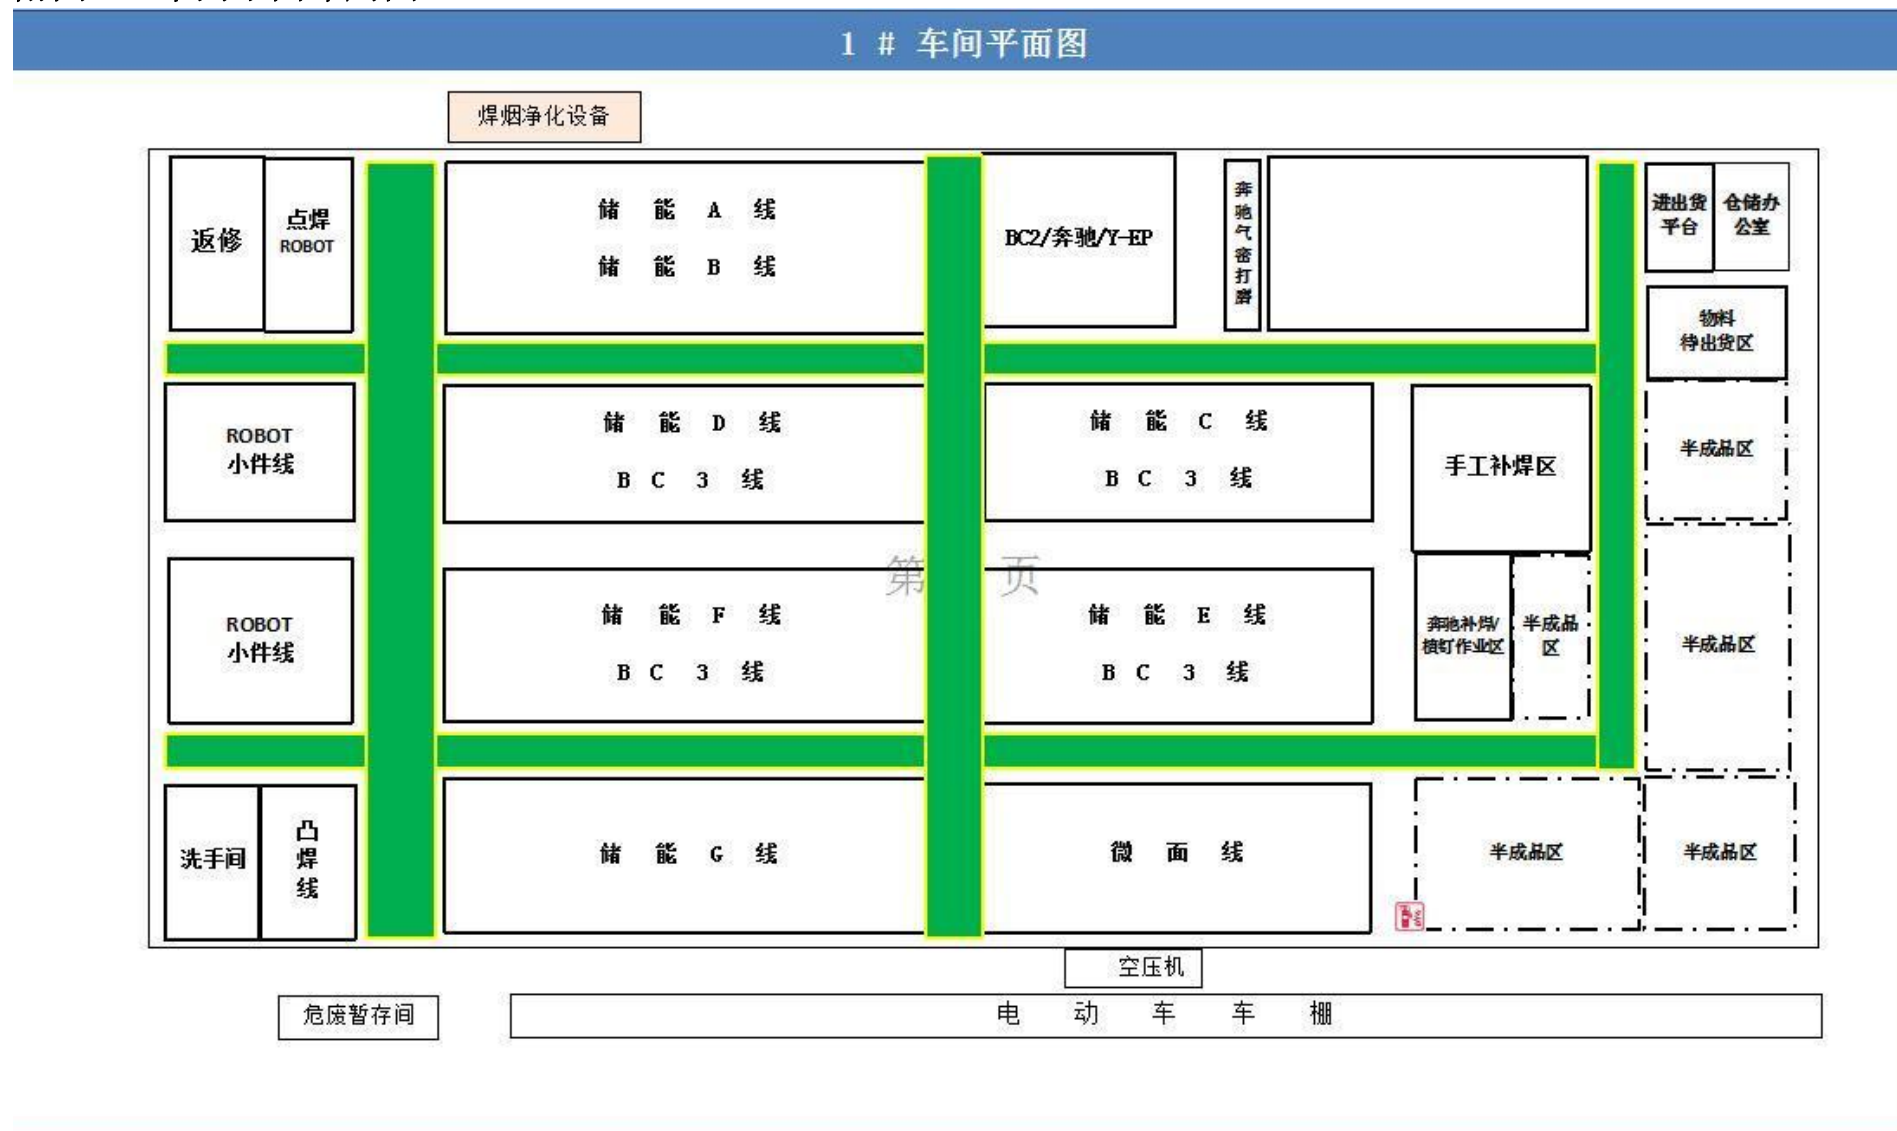 1 # 车间平面图
焊烟净化设备
返修
点焊
ROBOT
储 能 A 线
储 能 B 线
BC2/奔驰/Y-EP
奔
驰
气
密
打
磨
进出货
平台
仓储办
公室
物料
待出货区
ROBOT
小件线
储 能 D 线
B C 3 线
储 能 C 线
B C 3 线
手工补焊区
半成品区
第 页
ROBOT
小件线
储 能 F 线
B C 3 线
储 能 E 线
B C 3 线
奔驰补焊/
植钉作业区
半成品
区
半成品区
洗手间
凸
焊
线
储 能 G 线
微 面 线
半成品区
半成品区
空压机
危废暂存间
电 动 车 车 棚